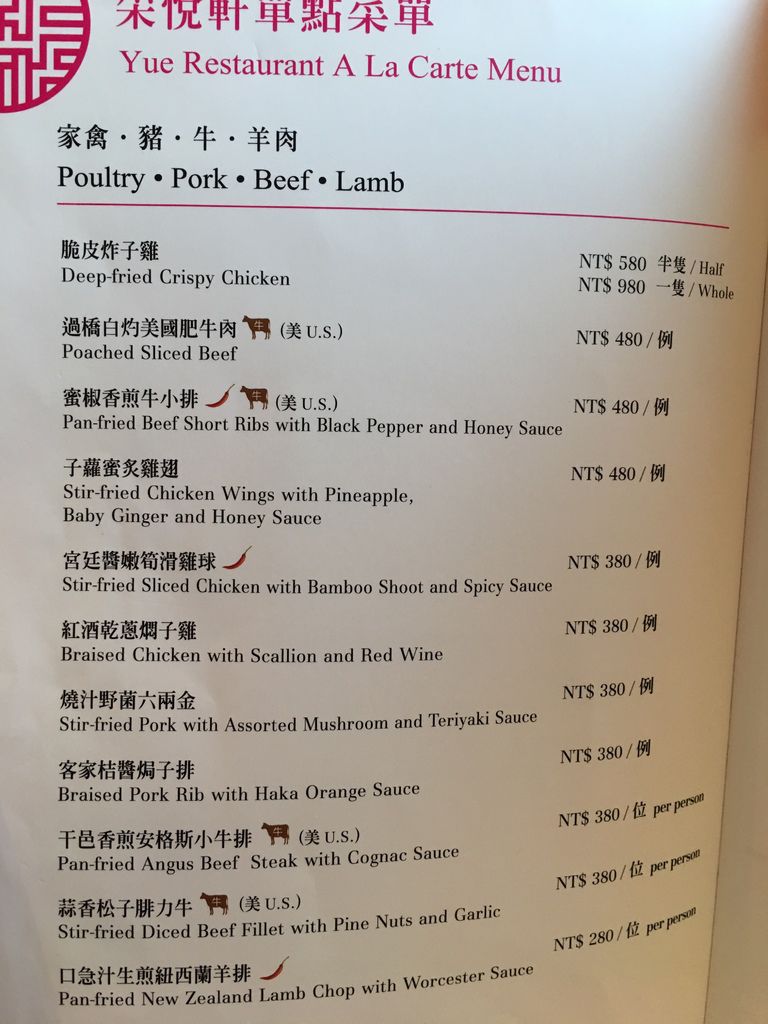 悅軒單點菜單
Yue Restaurant A La Carte Menu
家禽・豬・牛・羊肉
Poultry • Pork • Beef • Lamb
脆皮炸子雞
Deep-fried Crispy Chicken
NT$ 580 半隻 / Half
NT$ 980 一隻 / Whole
過橋白灼美國肥牛肉 牛 (美 U.S.)
Poached Sliced Beef
NT$ 480 / 例
蜜椒香煎牛小排 牛 (美 U.S.)
Pan-fried Beef Short Ribs with Black Pepper and Honey Sauce
NT$ 480 / 例
子蘿蜜炙雞翅
Stir-fried Chicken Wings with Pineapple,
Baby Ginger and Honey Sauce
NT$ 480 / 例
宮廷醬嫩筍滑雞球
Stir-fried Sliced Chicken with Bamboo Shoot and Spicy Sauce
NT$ 380 / 例
紅酒乾蔥燜子雞
Braised Chicken with Scallion and Red Wine
NT$ 380 / 例
燒汁野菌六兩金
Stir-fried Pork with Assorted Mushroom and Teriyaki Sauce
NT$ 380 / 例
客家桔醬焗子排
Braised Pork Rib with Haka Orange Sauce
NT$ 380 / 例
干邑香煎安格斯小牛排 牛 (美 U.S.)
Pan-fried Angus Beef Steak with Cognac Sauce
NT$ 380 / 位 per person
蒜香松子腓力牛 牛 (美 U.S.)
Stir-fried Diced Beef Fillet with Pine Nuts and Garlic
NT$ 380 / 位 per person
口急汁生煎紐西蘭羊排
Pan-fried New Zealand Lamb Chop with Worcester Sauce
NT$ 280 / 位 per person